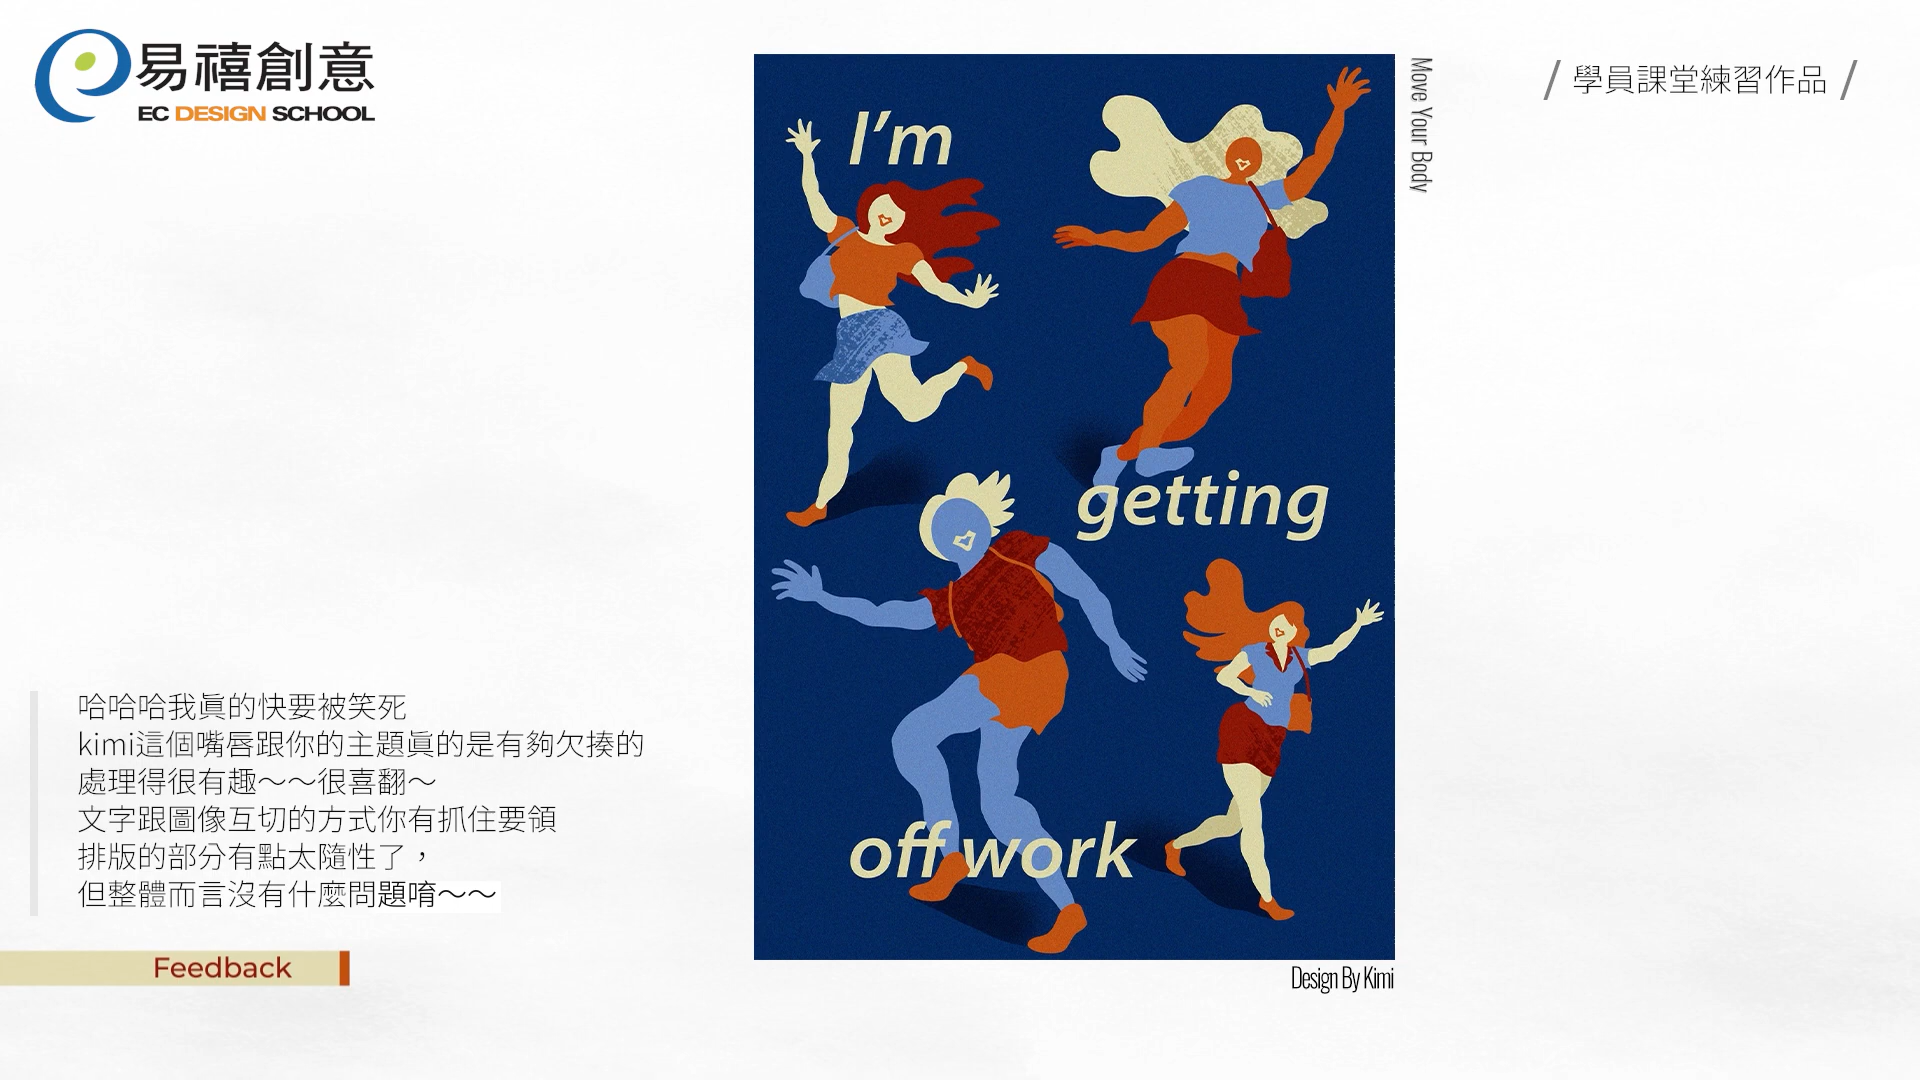 易禧創意
EC DESIGN SCHOOL
/ 學員課堂練習作品 /
Move Your Body
I'm
getting
off work
Design By Kimi
哈哈哈我真的快要被笑死
kimi這個嘴唇跟你的主題真的是有夠欠揍的
處理得很有趣～～很喜翻～
文字跟圖像互切的方式你有抓住要領
排版的部分有點太隨性了，
但整體而言沒有什麼問題唷～～
Feedback